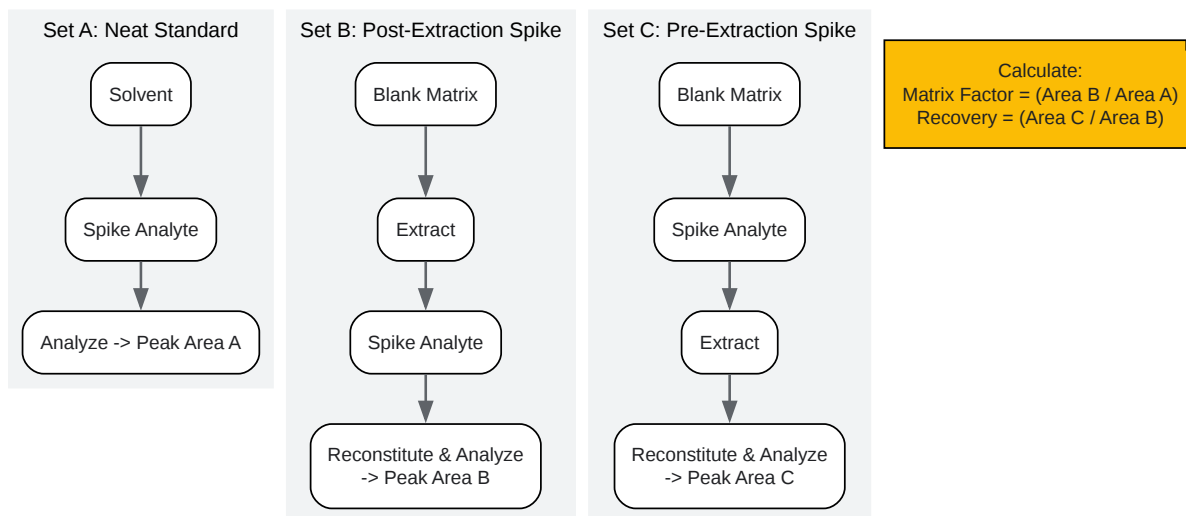 Set A: Neat Standard
Solvent
Spike Analyte
Analyze -> Peak Area A
Set B: Post-Extraction Spike
Blank Matrix
Extract
Spike Analyte
Reconstitute & Analyze
-> Peak Area B
Set C: Pre-Extraction Spike
Blank Matrix
Spike Analyte
Extract
Reconstitute & Analyze
-> Peak Area C
Calculate:
Matrix Factor = (Area B / Area A)
Recovery = (Area C / Area B)